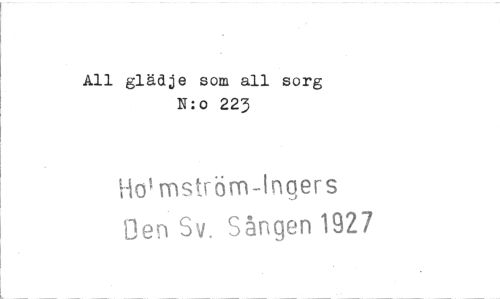 All glädje som all sorg
N:o 223
Holmström-Ingers
Den Sv. Sången 1927